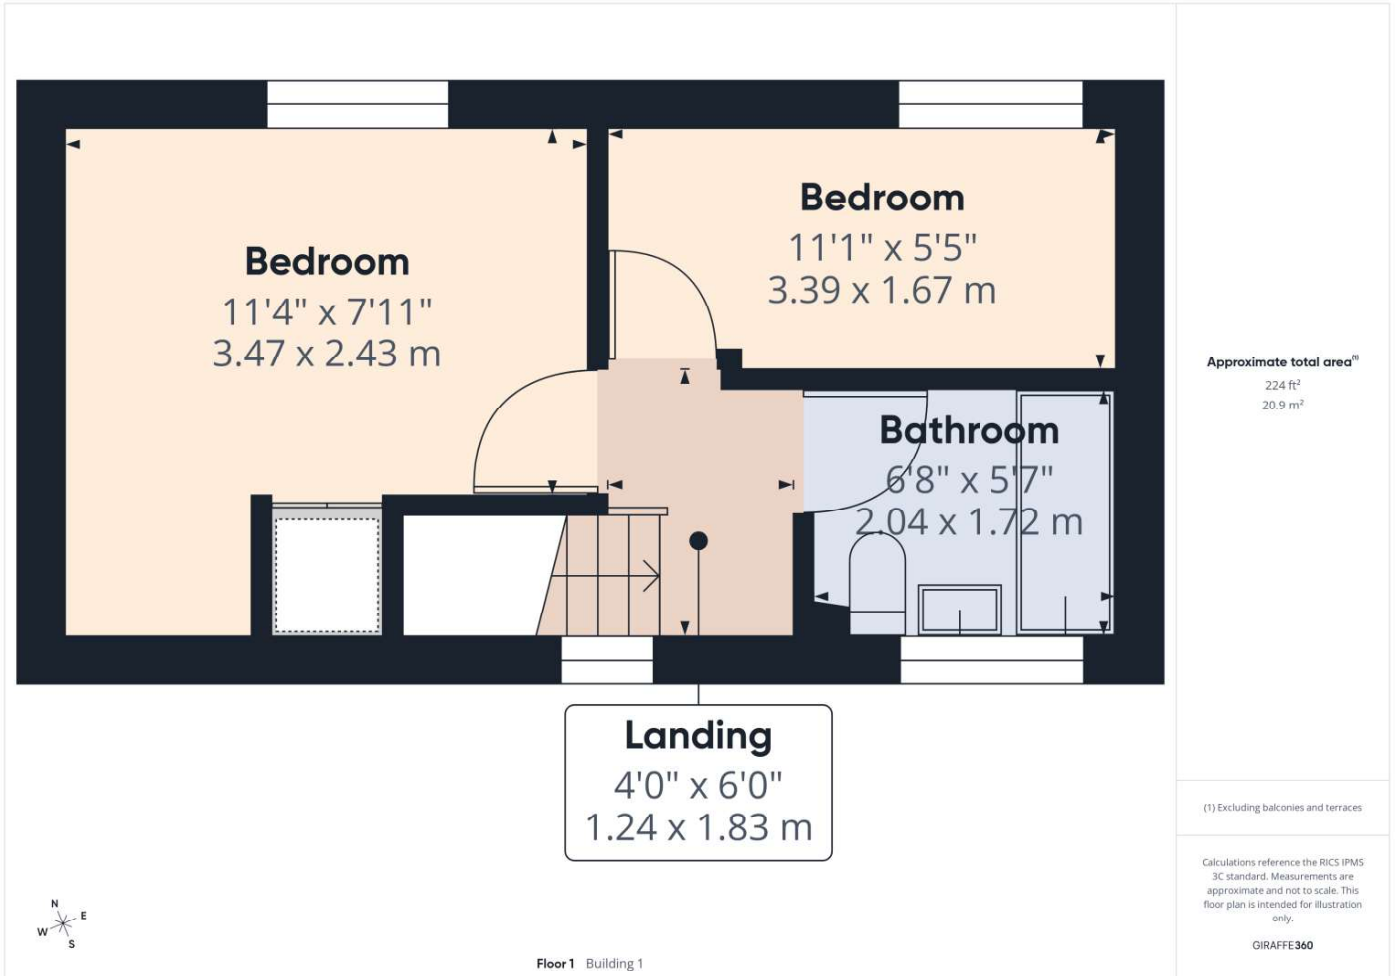 Bedroom
11'4" x 7'11"
3.47 x 2.43 m
Bedroom
11'1" x 5'5"
3.39 x 1.67 m
Bathroom
6'8" x 5'7"
2.04 x 1.72 m
Landing
4'0" x 6'0"
1.24 x 1.83 m
N
E
W
S
Floor 1 Building 1
Approximate total area(1)
224 ft²
20.9 m²
(1) Excluding balconies and terraces
Calculations reference the RICS IPMS
3C standard. Measurements are
approximate and not to scale. This
floor plan is intended for illustration
only.
GIRAFFE360